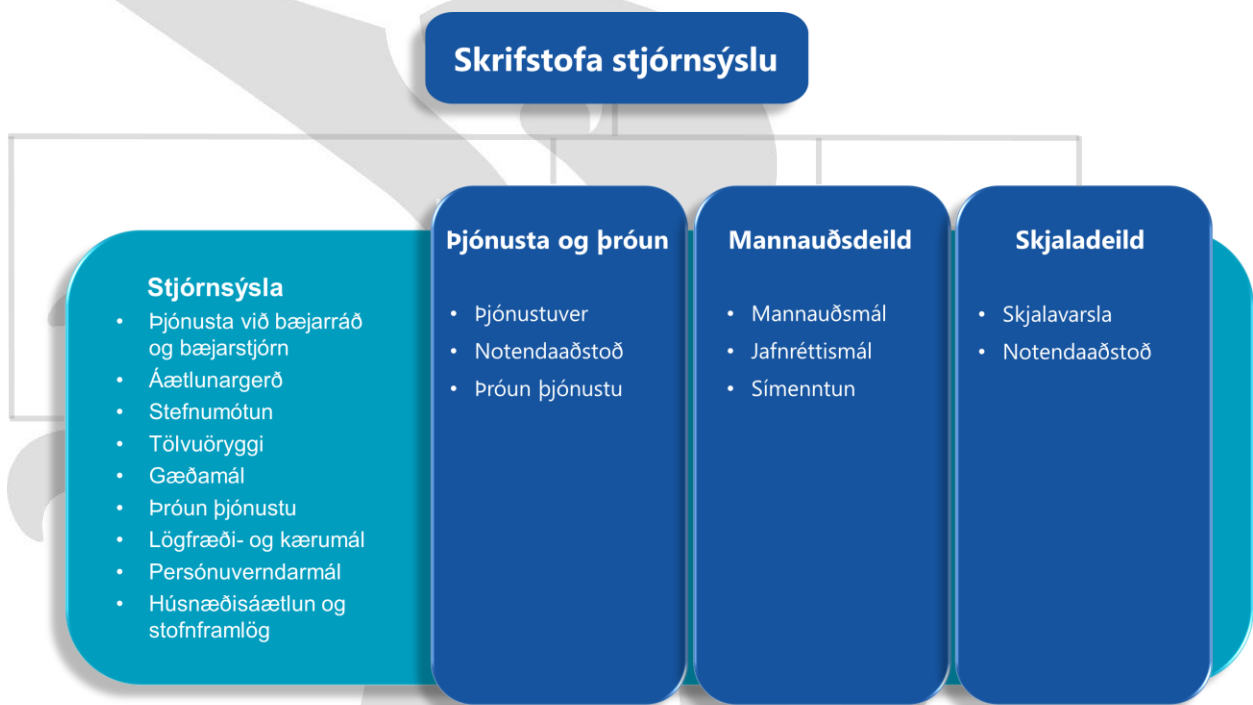 Skrifstofa stjórnsýslu
Stjórnsýsla
• Þjónusta við bæjarráð
og bæjarstjórn
• Áætlunargerð
• Stefnumótun
• Tölvuöryggi
• Gæðamál
• Þróun þjónustu
• Lögfræði- og kærumál
• Persónuverndarmál
• Húsnæðisáætlun og
stofnframlög
Þjónusta og þróun
• Þjónustuver
• Notendaaðstoð
• Þróun þjónustu
Mannauðsdeild
• Mannauðsmál
• Jafnréttismál
• Símenntun
Skjaladeild
• Skjalavarsla
• Notendaaðstoð